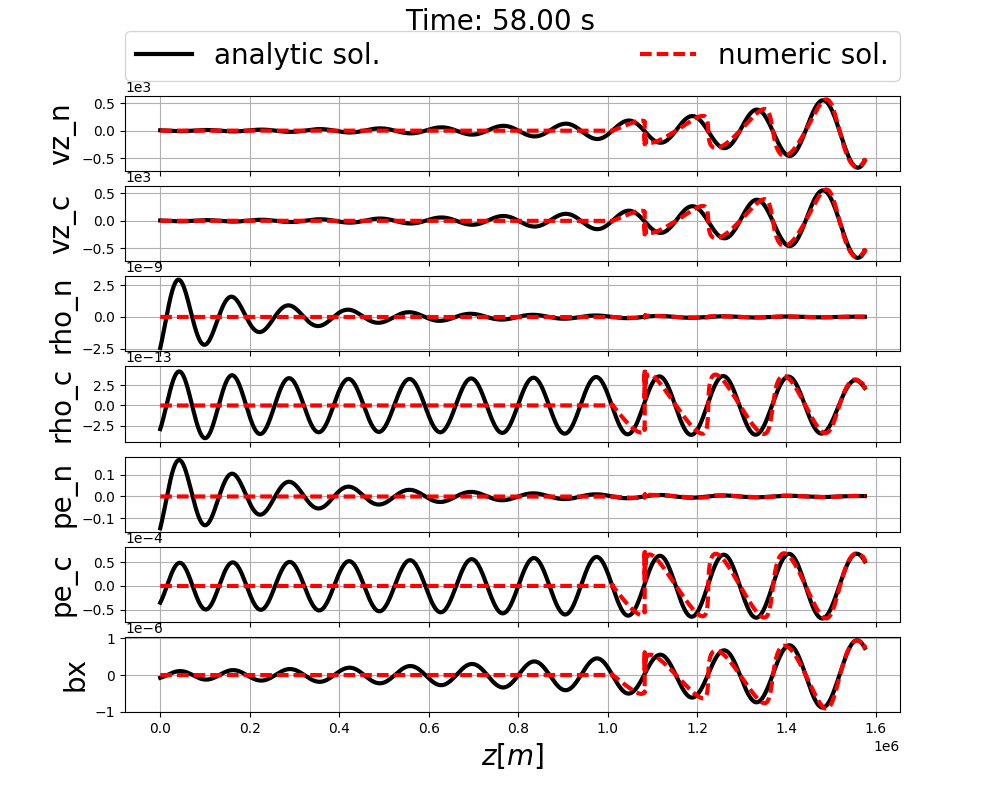 Time: 58.00 s
analytic sol. numeric sol.
1e3
vz_n
0.5
0.0
−0.5
1e3
vz_c
0.5
0.0
−0.5
1e−9
rho_n
2.5
0.0
−2.5
1e−13
rho_c
2.5
0.0
−2.5
pe_n
0.1
0.0
−0.1
1e−4
pe_c
0.5
0.0
−0.5
1e−6
bx
1
0
−1
0.0 0.2 0.4 0.6 0.8 1.0 1.2 1.4 1.6
1e6
z[m]